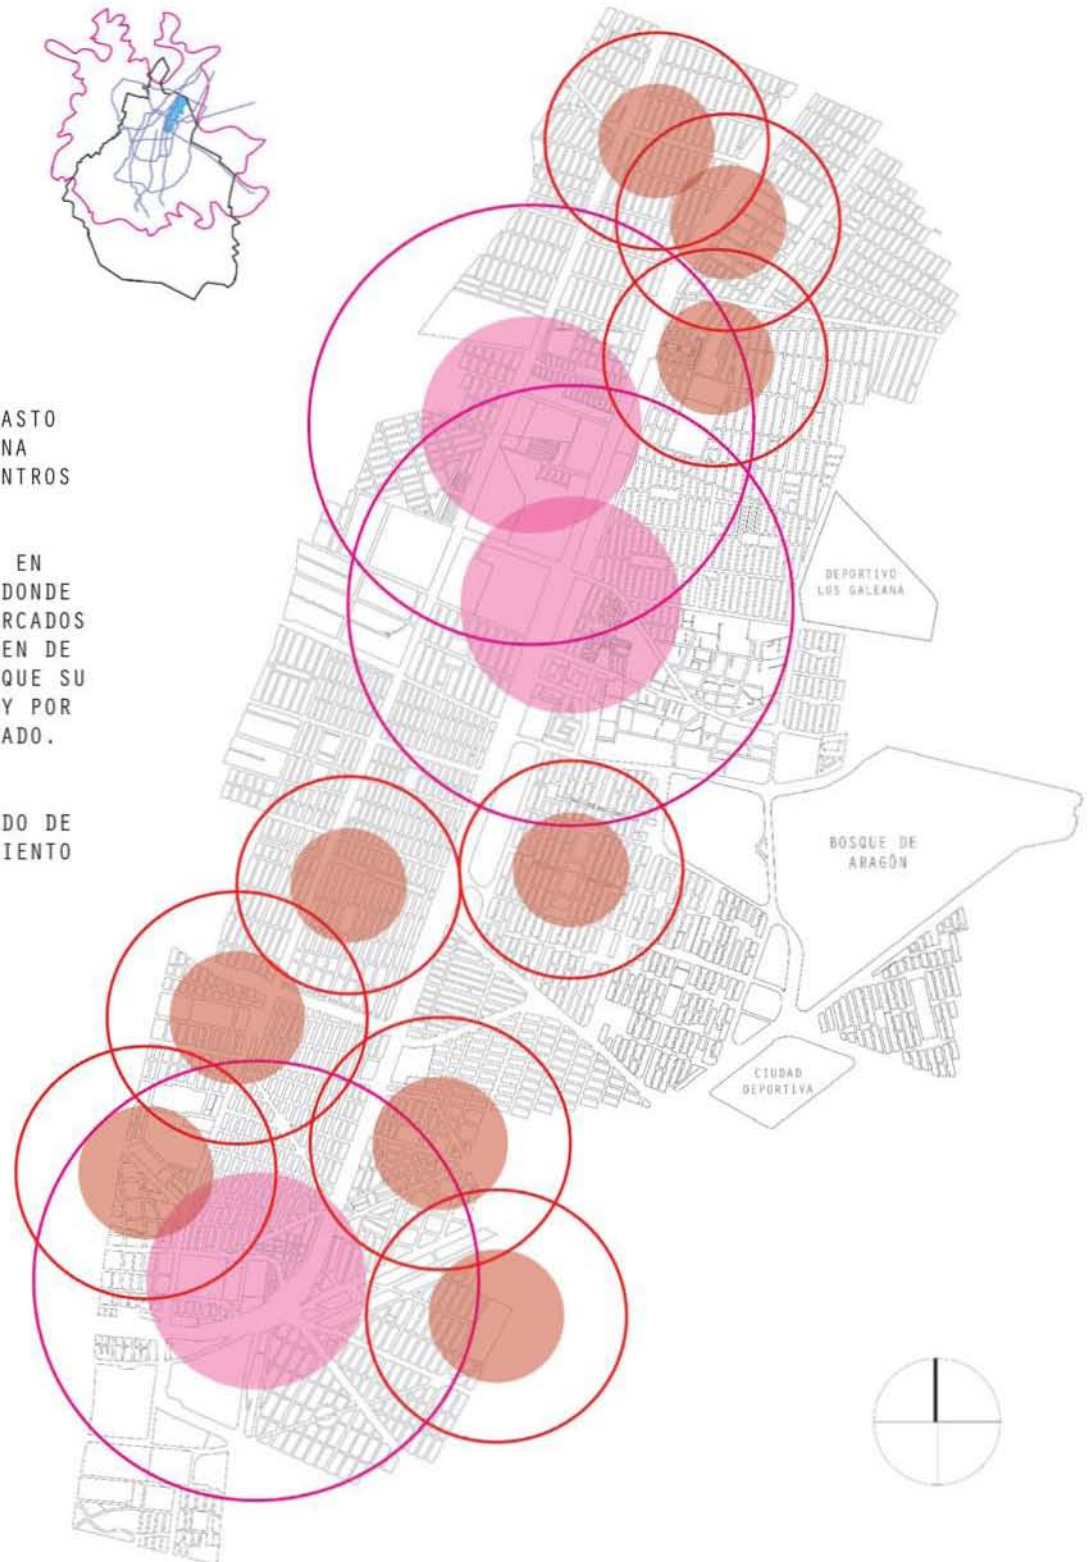 ASTO
NA
NTROS
EN
DONDE
RCADOS
EN DE
QUE SU
Y POR
ADO.
DO DE
IENTO
DEPORTIVO
LOS GALEANA
BOSQUE DE
ARAGÓN
CIUDAD
DEPORTIVA